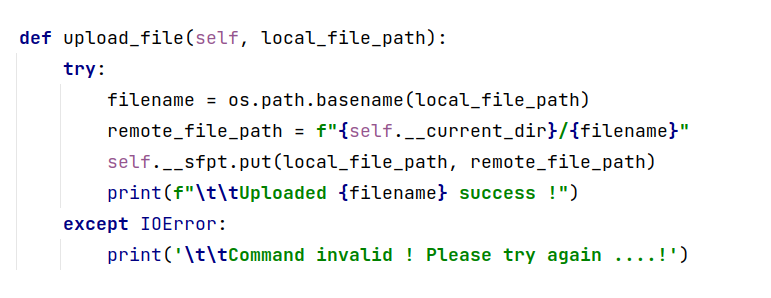 def upload_file(self, local_file_path):
    try:
        filename = os.path.basename(local_file_path)
        remote_file_path = f"{self.__current_dir}/{filename}"
        self.__sfpt.put(local_file_path, remote_file_path)
        print(f"\t\tUploaded {filename} success !")
    except IOError:
        print('\t\tCommand invalid ! Please try again ....!')